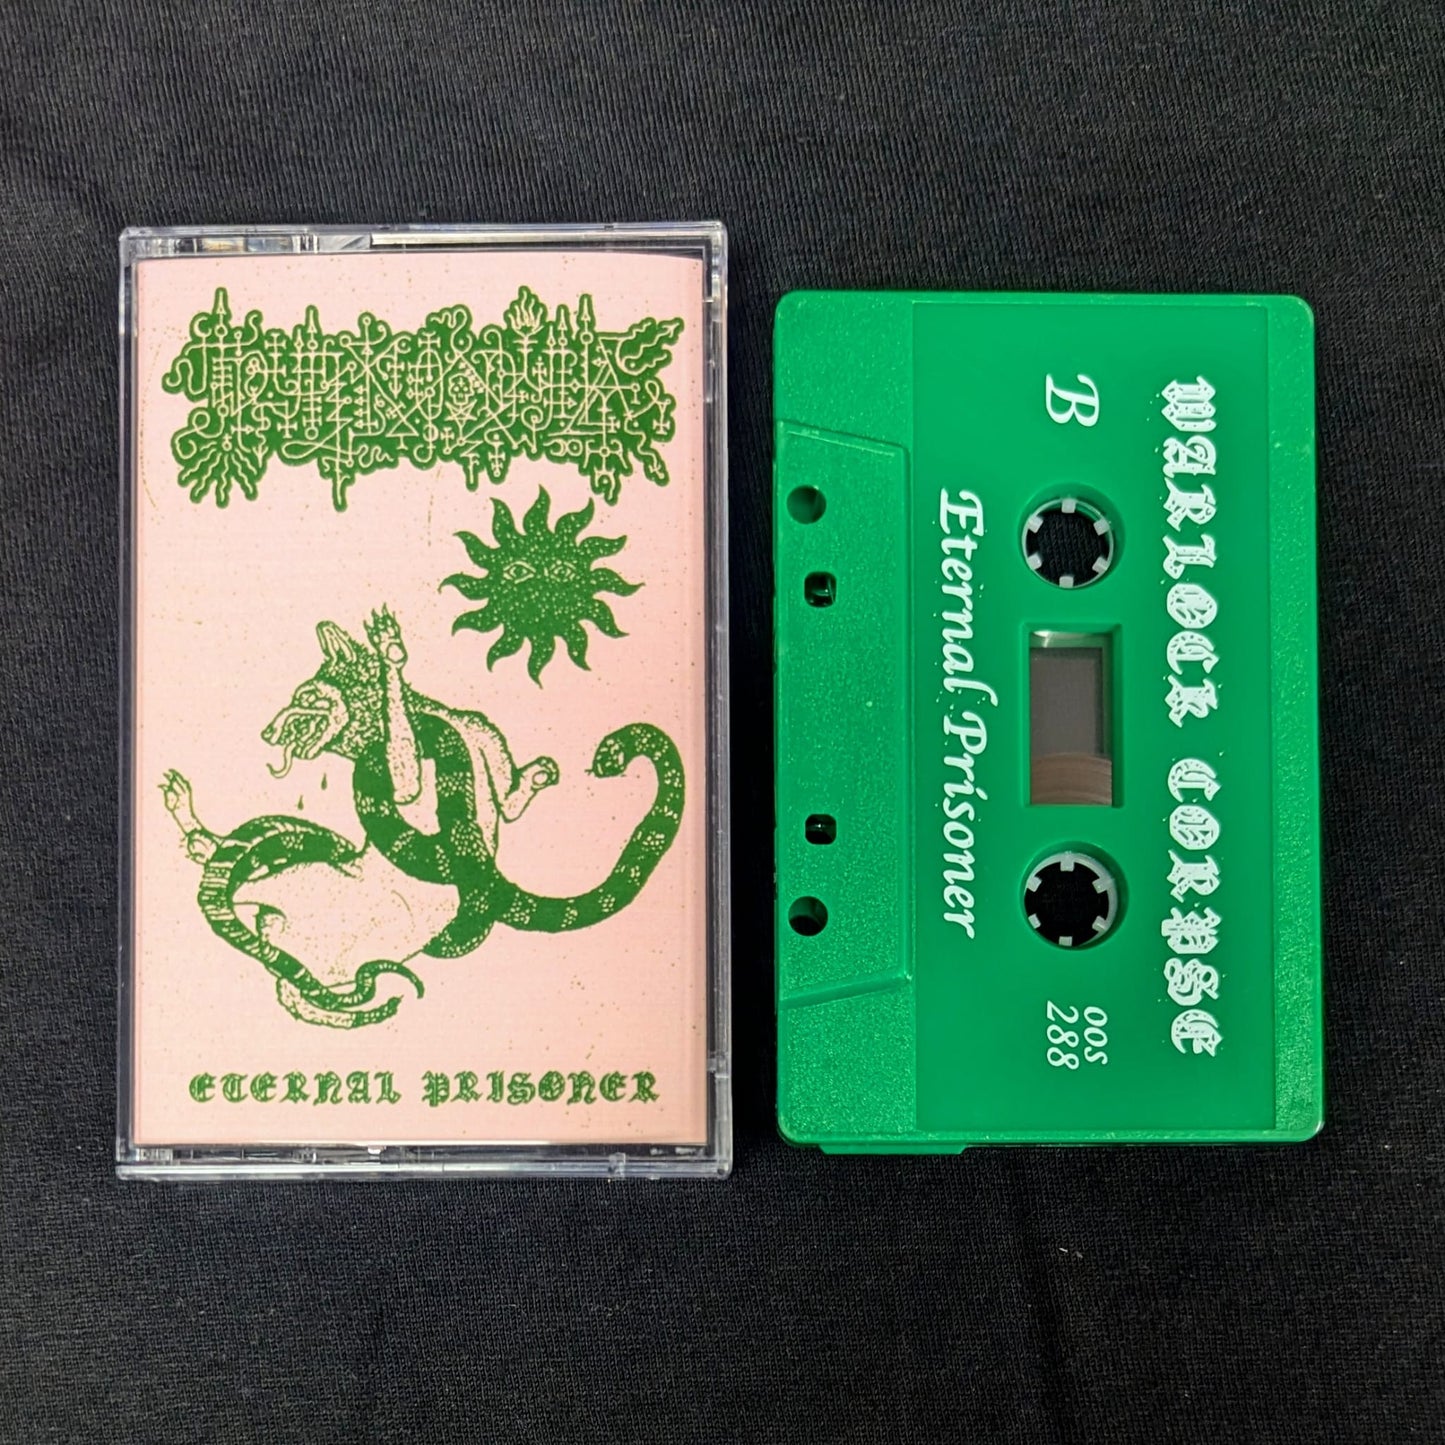 ETERNAL PRISONER
WARLOCK CORPSE
B
OOS
288
Eternal Prisoner